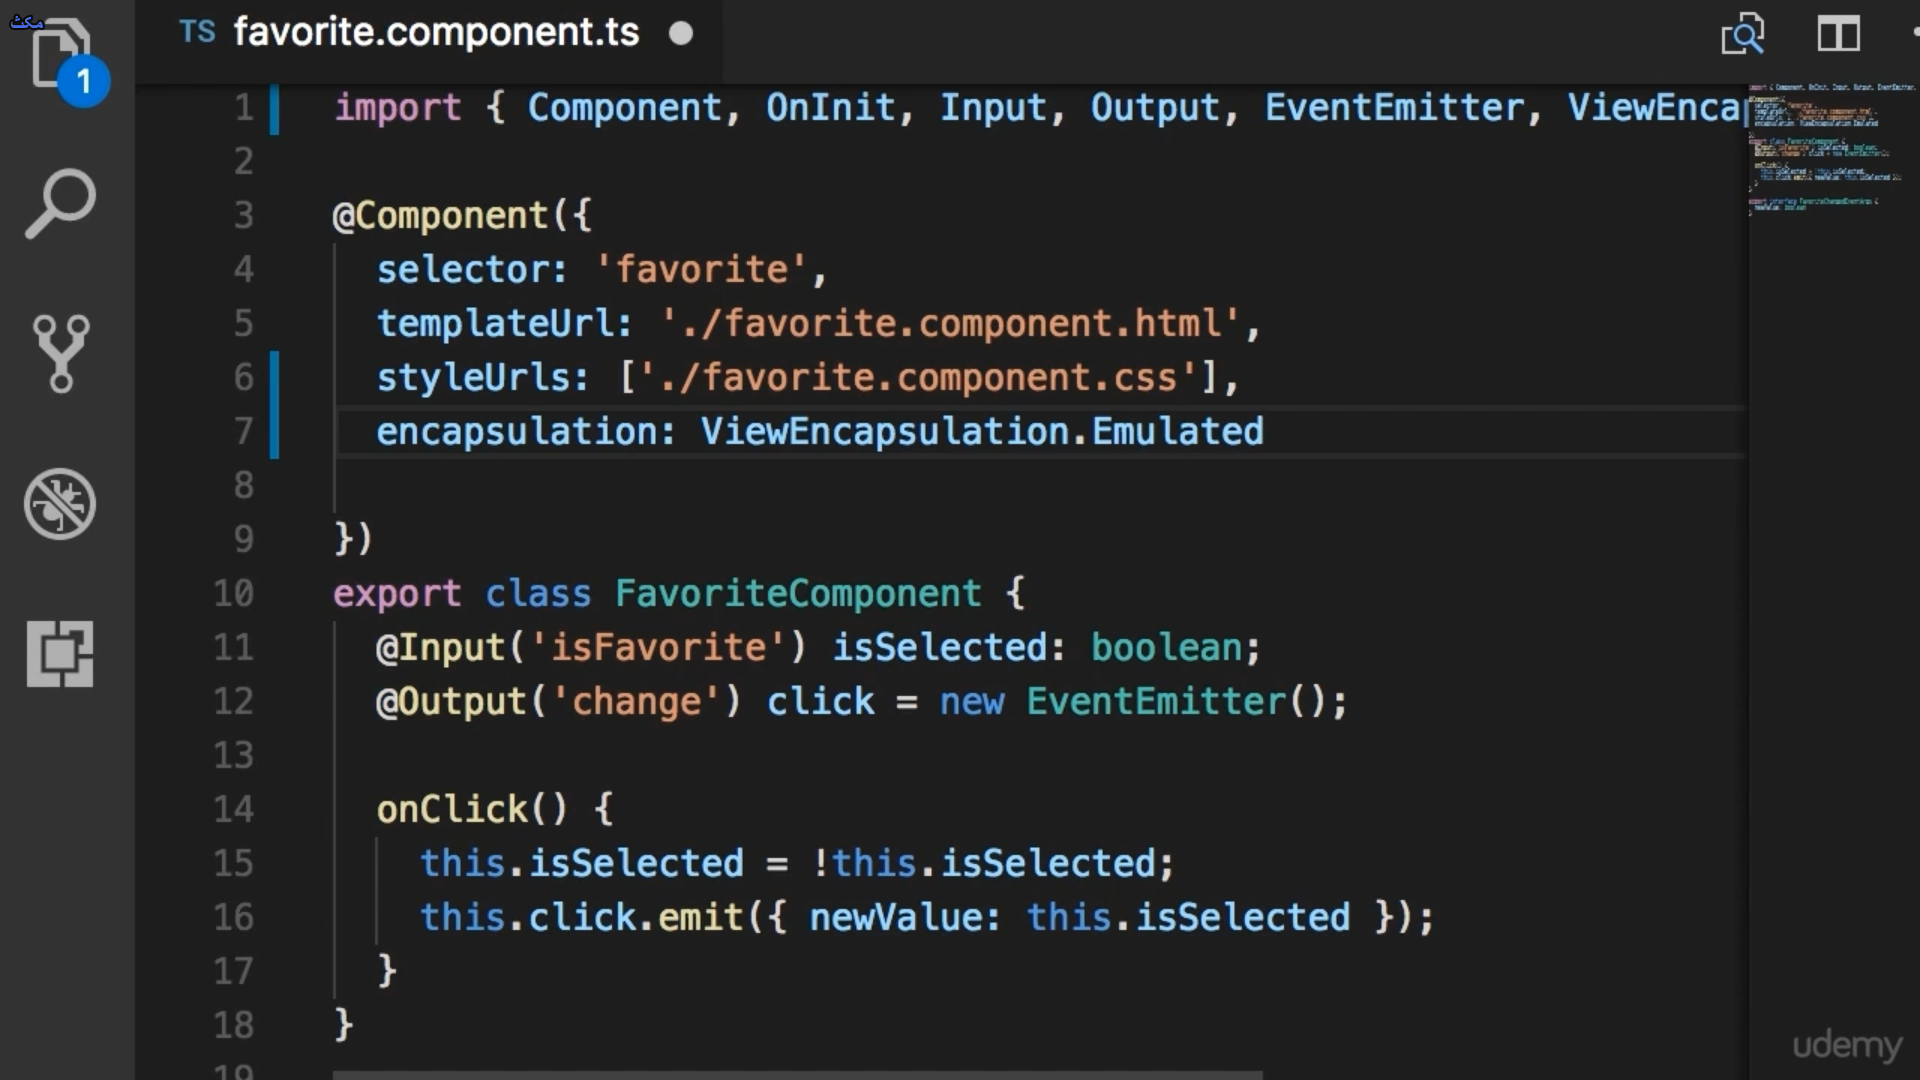 مكث
TS favorite.component.ts
1
1 import { Component, OnInit, Input, Output, EventEmitter, ViewEncap
2
3 @Component({
4 selector: 'favorite',
5 templateUrl: './favorite.component.html',
6 styleUrls: ['./favorite.component.css'],
7 encapsulation: ViewEncapsulation.Emulated
8
9 })
10 export class FavoriteComponent {
11 @Input('isFavorite') isSelected: boolean;
12 @Output('change') click = new EventEmitter();
13
14 onClick() {
15 this.isSelected = !this.isSelected;
16 this.click.emit({ newValue: this.isSelected });
17 }
18 }
19
udemy